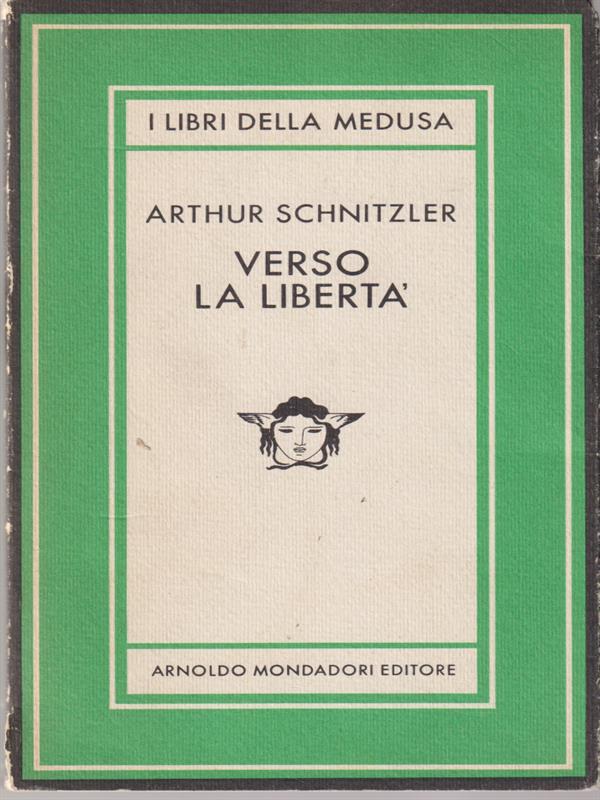 I LIBRI DELLA MEDUSA
ARTHUR SCHNITZLER
VERSO
LA LIBERTA'
ARNOLDO MONDADORI EDITORE